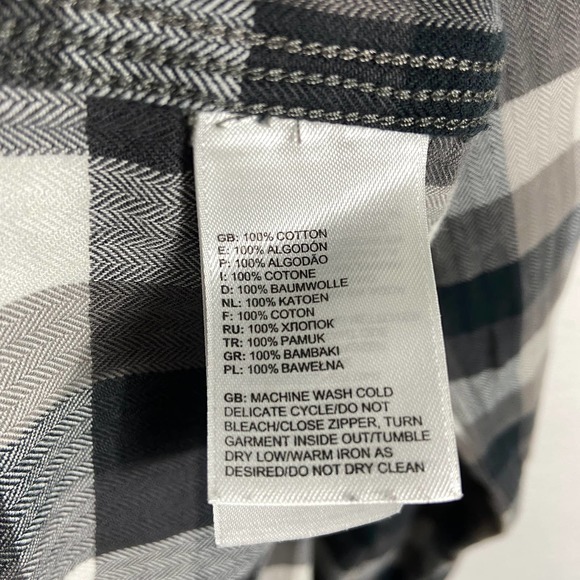 GB: 100% COTTON
E: 100% ALGODÓN
P: 100% ALGODÃO
I: 100% COTONE
D: 100% BAUMWOLLE
NL: 100% KATOEN
F: 100% COTON
RU: 100% ХЛОПОК
TR: 100% PAMUK
GR: 100% BAMBAKI
PL: 100% BAWEŁNA
GB: MACHINE WASH COLD
DELICATE CYCLE/DO NOT
BLEACH/CLOSE ZIPPER, TURN
GARMENT INSIDE OUT/TUMBLE
DRY LOW/WARM IRON AS
DESIRED/DO NOT DRY CLEAN